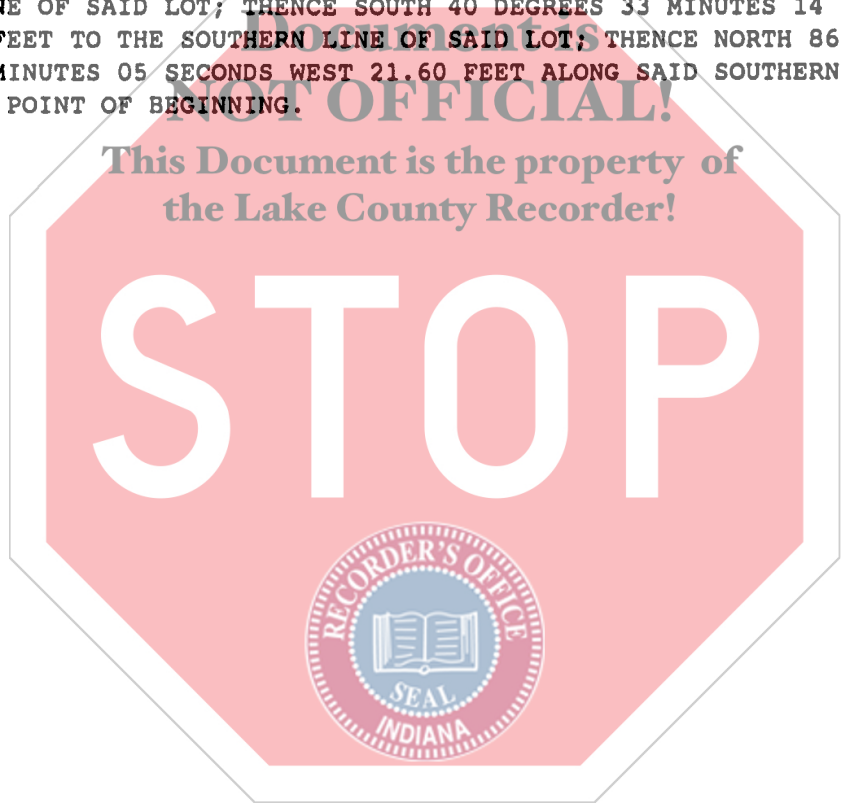 NE OF SAID LOT; THENCE SOUTH 40 DEGREES 33 MINUTES 14
Document is
FEET TO THE SOUTHERN LINE OF SAID LOT; THENCE NORTH 86
MINUTES 05 SECONDS WEST 21.60 FEET ALONG SAID SOUTHERN
POINT OF BEGINNING.
NOT OFFICIAL!
This Document is the property of
the Lake County Recorder!
STOP
RECORDER'S OFFICE
SEAL
INDIANA